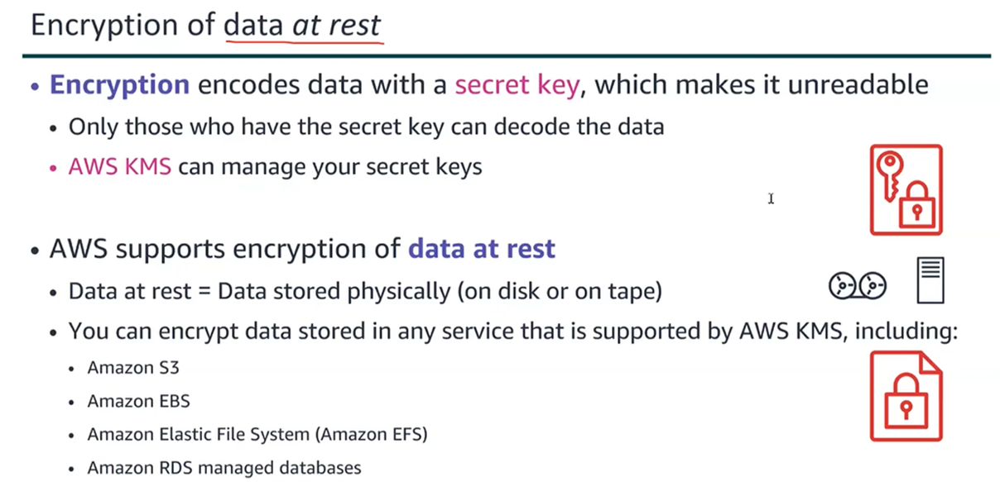 Encryption of data at rest
• Encryption encodes data with a secret key, which makes it unreadable
• Only those who have the secret key can decode the data
• AWS KMS can manage your secret keys
• AWS supports encryption of data at rest
• Data at rest = Data stored physically (on disk or on tape)
• You can encrypt data stored in any service that is supported by AWS KMS, including:
• Amazon S3
• Amazon EBS
• Amazon Elastic File System (Amazon EFS)
• Amazon RDS managed databases